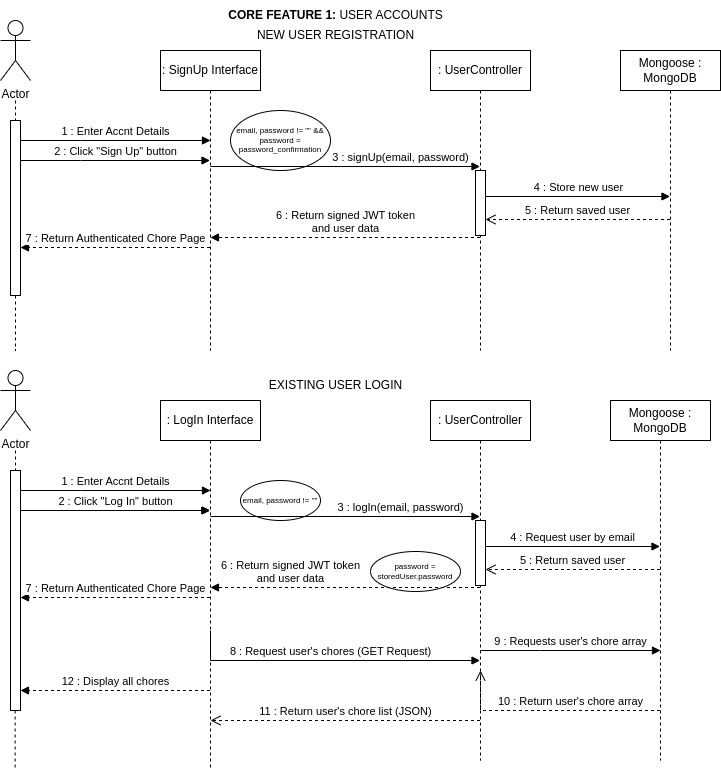 CORE FEATURE 1: USER ACCOUNTS
NEW USER REGISTRATION
Actor
: SignUp Interface
: UserController
Mongoose :
MongoDB
1 : Enter Accnt Details
2 : Click "Sign Up" button
email, password != "" &&
password =
password_confirmation
3 : signUp(email, password)
4 : Store new user
5 : Return saved user
6 : Return signed JWT token
and user data
7 : Return Authenticated Chore Page
EXISTING USER LOGIN
Actor
: LogIn Interface
: UserController
Mongoose :
MongoDB
1 : Enter Accnt Details
2 : Click "Log In" button
email, password != ""
3 : logIn(email, password)
4 : Request user by email
5 : Return saved user
password =
storedUser.password
6 : Return signed JWT token
and user data
7 : Return Authenticated Chore Page
8 : Request user's chores (GET Request)
9 : Requests user's chore array
10 : Return user's chore array
11 : Return user's chore list (JSON)
12 : Display all chores